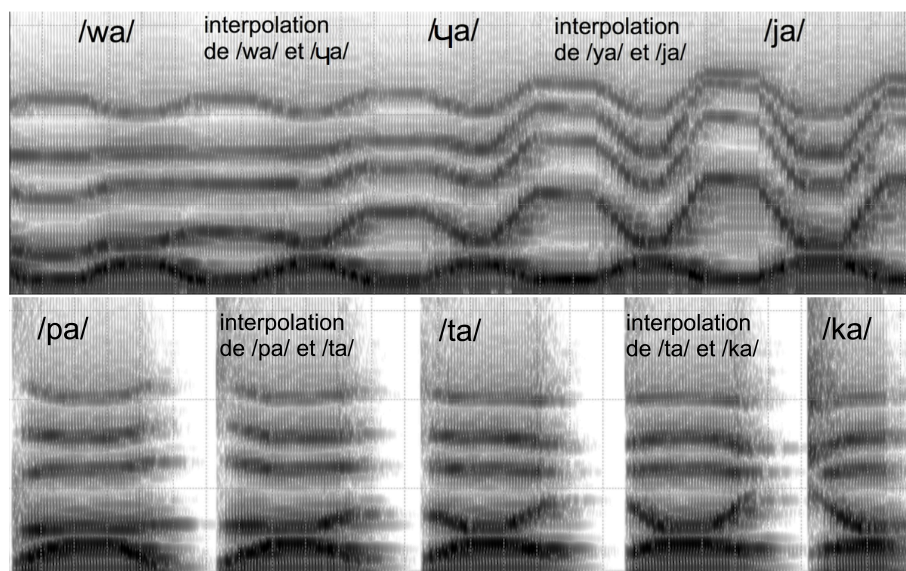 /wa/
interpolation
de /wa/ et /ɥa/
/ɥa/
interpolation
de /ya/ et /ja/
/ja/
/pa/
interpolation
de /pa/ et /ta/
/ta/
interpolation
de /ta/ et /ka/
/ka/